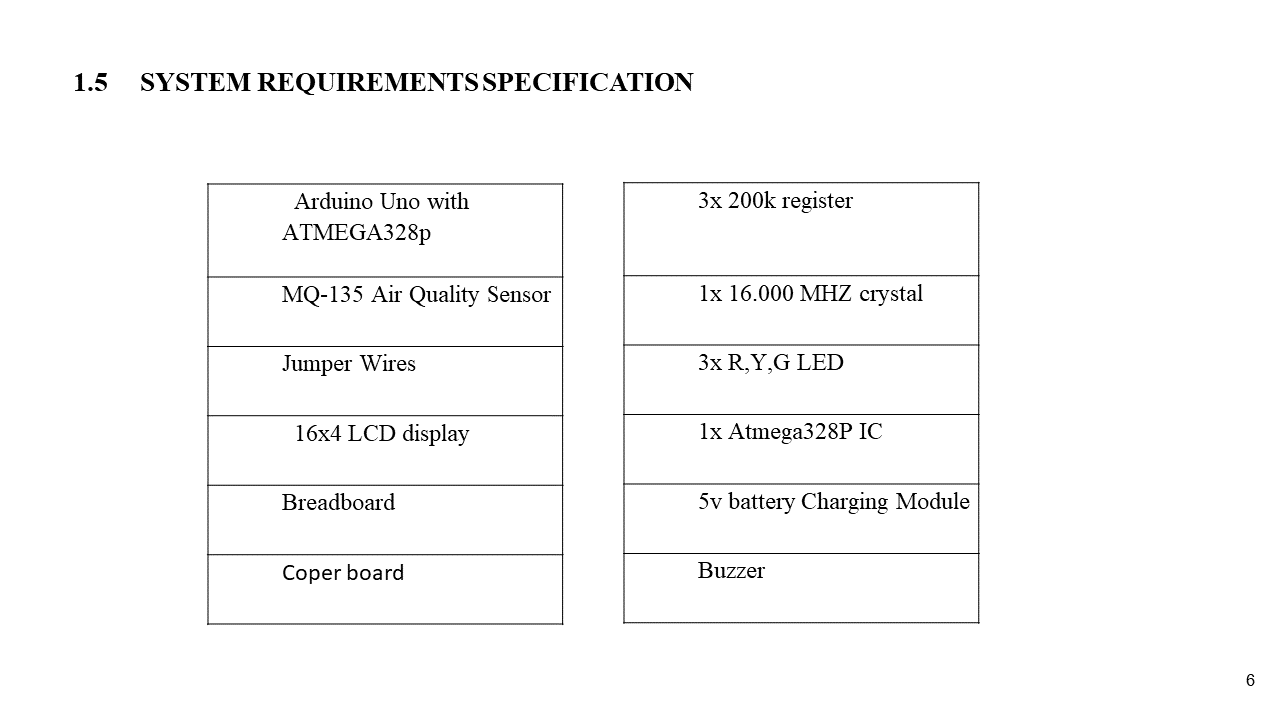 1.5 SYSTEM REQUIREMENTS SPECIFICATION
Arduino Uno with
ATMEGA328p
MQ-135 Air Quality Sensor
Jumper Wires
16x4 LCD display
Breadboard
Coper board
3x 200k register
1x 16.000 MHZ crystal
3x R,Y,G LED
1x Atmega328P IC
5v battery Charging Module
Buzzer
6